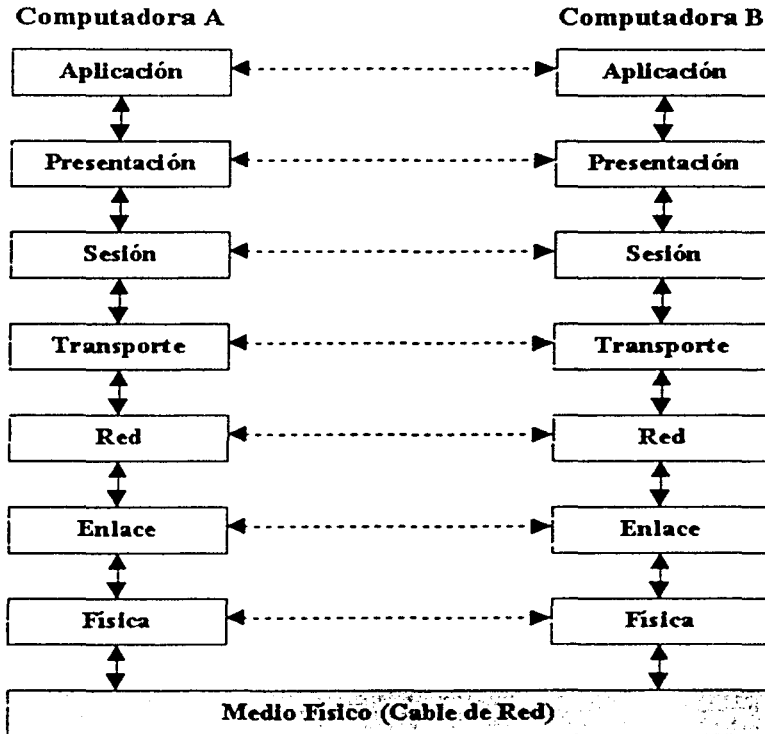 Computadora A Computadora B
Aplicación Aplicación
Presentación Presentación
Sesión Sesión
Transporte Transporte
Red Red
Enlace Enlace
Física Física
Medio Físico (Cable de Red)